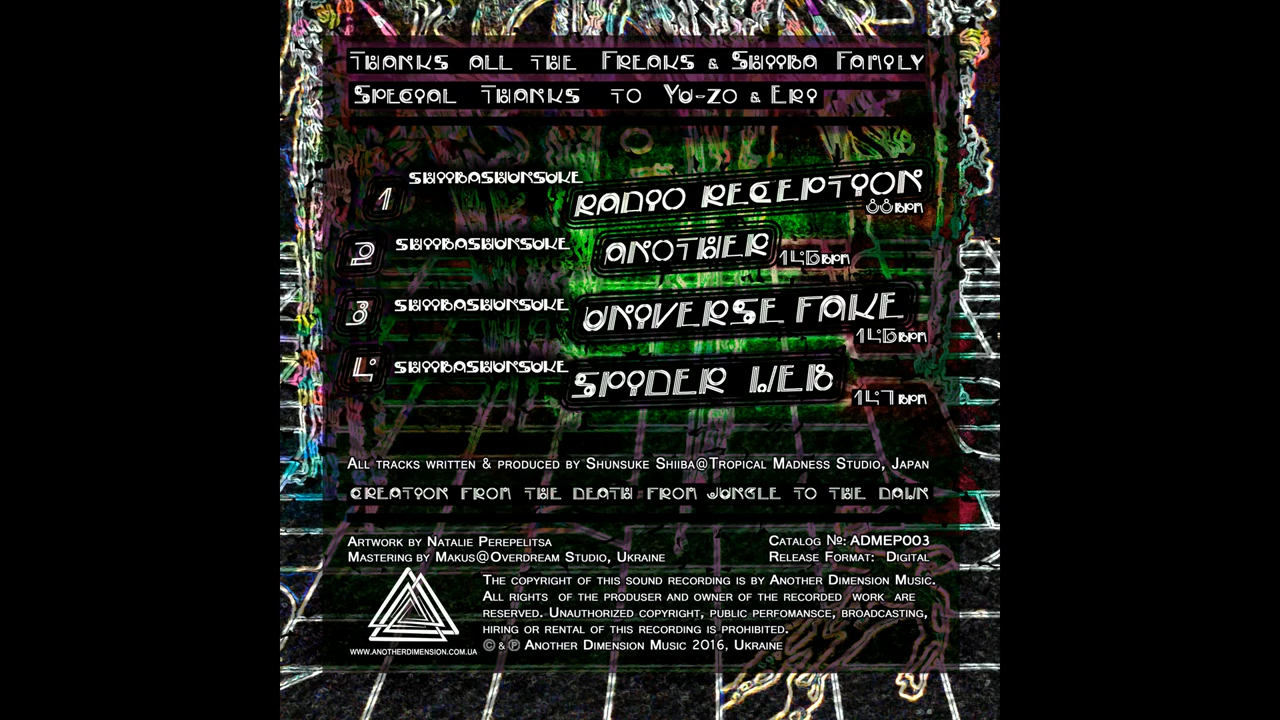 Thanks all the Freaks & Shiiba Family
Special Thanks to Yu-zo & Eri
1 SHIIBASHUNSUKE RADIO RECEPTION
88BPM
2 SHIIBASHUNSUKE ANOTHER 146BPM
3 SHIIBASHUNSUKE UNIVERSE FAKE
146BPM
4 SHIIBASHUNSUKE SPIDER WEB
147BPM
All tracks written & produced by Shunsuke Shiiba@Tropical Madness Studio, Japan
CREATION FROM THE DEATH FROM JUNGLE TO THE DAWN
Artwork by Natalie Perepelitsa
Mastering by Makus@Overdream Studio, Ukraine
Catalog №: ADMEP003
Release Format: Digital
The copyright of this sound recording is by Another Dimension Music.
All rights of the produser and owner of the recorded work are
reserved. Unauthorized copyright, public perfomansce, broadcasting,
hiring or rental of this recording is prohibited.
© & ℗ Another Dimension Music 2016, Ukraine
www.anotherdimension.com.ua